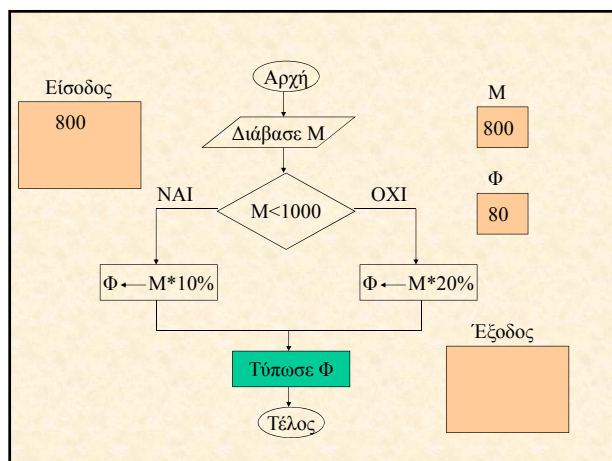 Αρχή
Είσοδος
800
Μ
800
Διάβασε Μ
ΝΑΙ
Μ<1000
ΟΧΙ
Φ
80
Φ ← Μ*10%
Φ ← Μ*20%
Έξοδος
Τύπωσε Φ
Τέλος